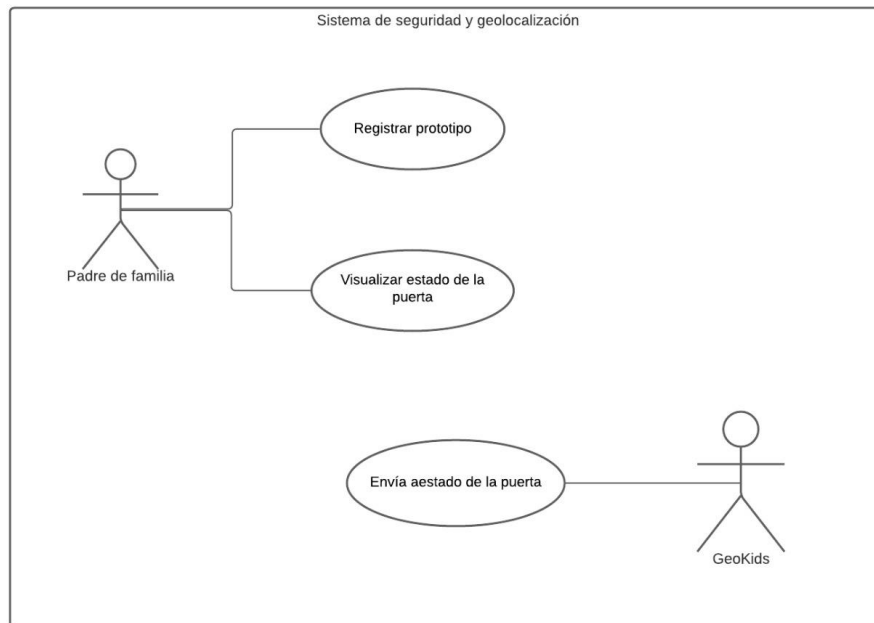 Sistema de seguridad y geolocalización
Registrar prototipo
Padre de familia
Visualizar estado de la
puerta
Envía aestado de la puerta
GeoKids